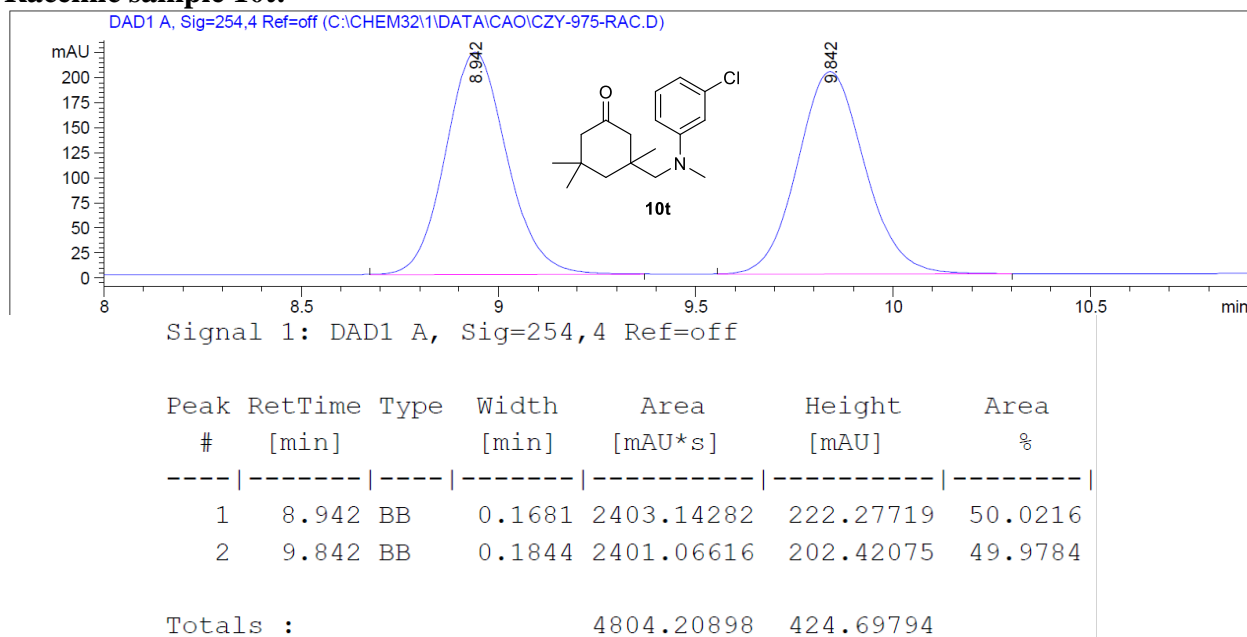 Racemic sample 10t:
DAD1 A, Sig=254,4 Ref=off (C:\CHEM32\1\DATA\CAO\CZY-975-RAC.D)
mAU
200
175
150
125
100
75
50
25
0
8.942
9.842
O
Cl
N
10t
8 8.5 9 9.5 10 10.5 min
Signal 1: DAD1 A, Sig=254,4 Ref=off
Peak RetTime Type Width Area Height Area
# [min] [min] [mAU*s] [mAU] %
----|-------|----|-------|----------|----------|--------|
1 8.942 BB 0.1681 2403.14282 222.27719 50.0216
2 9.842 BB 0.1844 2401.06616 202.42075 49.9784
Totals : 4804.20898 424.69794